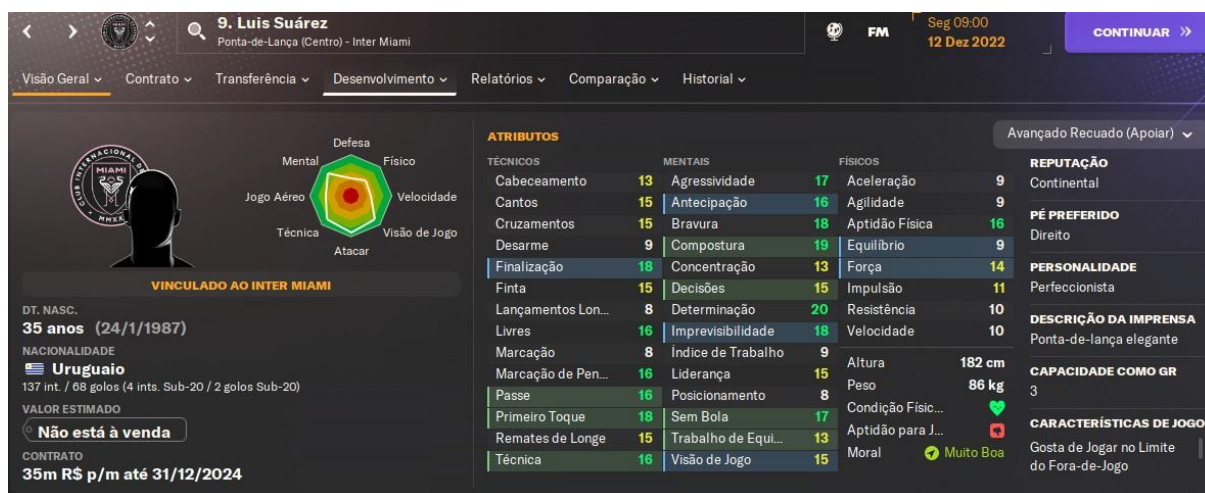 9. Luis Suárez
Ponta-de-Lança (Centro) - Inter Miami
FM
Seg 09:00
12 Dez 2022
CONTINUAR
Visão Geral
Contrato
Transferência
Desenvolvimento
Relatórios
Comparação
Historial
MIAMI
Defesa
Mental
Físico
Jogo Aéreo
Velocidade
Técnica
Visão de Jogo
Atacar
VINCULADO AO INTER MIAMI
DT. NASC.
35 anos (24/1/1987)
NACIONALIDADE
Uruguaio
137 int. / 68 golos (4 ints. Sub-20 / 2 golos Sub-20)
VALOR ESTIMADO
Não está à venda
CONTRATO
35m R$ p/m até 31/12/2024
ATRIBUTOS
TÉCNICOS
Cabeceamento 13
Cantos 15
Cruzamentos 15
Desarme 9
Finalização 18
Finta 15
Lançamentos Lon... 8
Livres 16
Marcação 8
Marcação de Pen... 16
Passe 16
Primeiro Toque 18
Remates de Longe 15
Técnica 16
MENTAIS
Agressividade 17
Antecipação 16
Bravura 18
Compostura 19
Concentração 13
Decisões 15
Determinação 20
Imprevisibilidade 18
Índice de Trabalho 9
Liderança 15
Posicionamento 8
Sem Bola 17
Trabalho de Equi... 13
Visão de Jogo 15
FÍSICOS
Aceleração 9
Agilidade 9
Aptidão Física 16
Equilíbrio 9
Força 14
Impulsão 11
Resistência 10
Velocidade 10
Altura 182 cm
Peso 86 kg
Condição Físic...
Aptidão para J...
Moral Muito Boa
Avançado Recuado (Apoiar)
REPUTAÇÃO
Continental
PÉ PREFERIDO
Direito
PERSONALIDADE
Perfeccionista
DESCRIÇÃO DA IMPRENSA
Ponta-de-lança elegante
CAPACIDADE COMO GR
3
CARACTERÍSTICAS DE JOGO
Gosta de Jogar no Limite
do Fora-de-Jogo